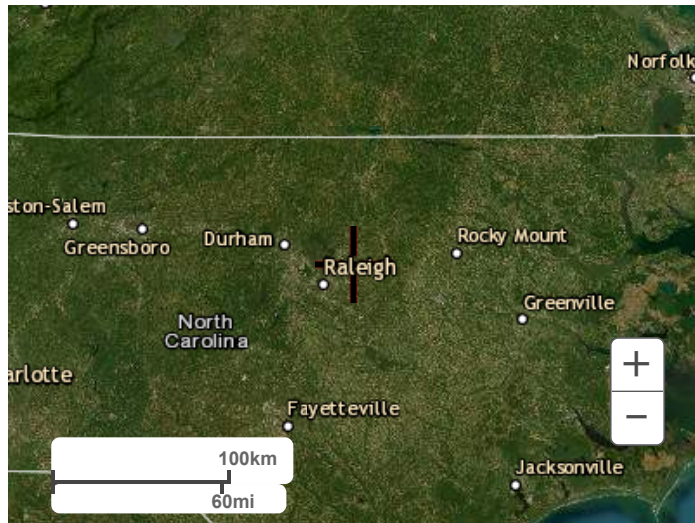 Norfolk
ston-Salem
Greensboro
Durham
Rocky Mount
Raleigh
Greenville
North
Carolina
arlotte
Fayetteville
Jacksonville
100km
60mi
+
−